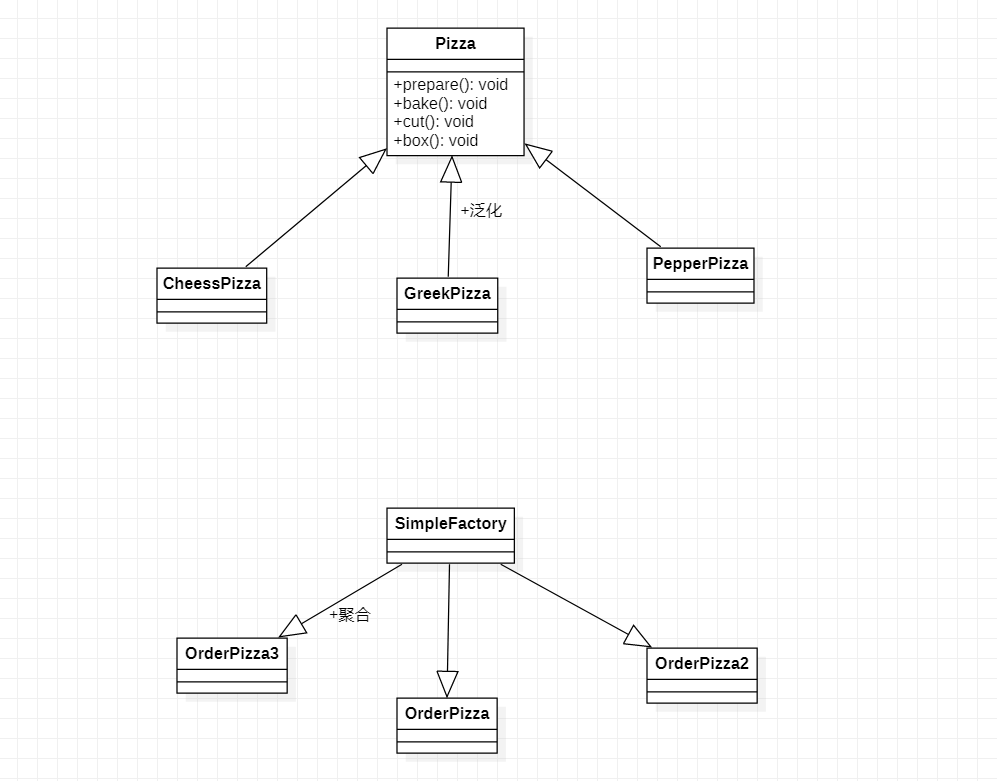 Pizza
+prepare(): void
+bake(): void
+cut(): void
+box(): void
+泛化
CheessPizza
GreekPizza
PepperPizza
SimpleFactory
+聚合
OrderPizza3
OrderPizza
OrderPizza2